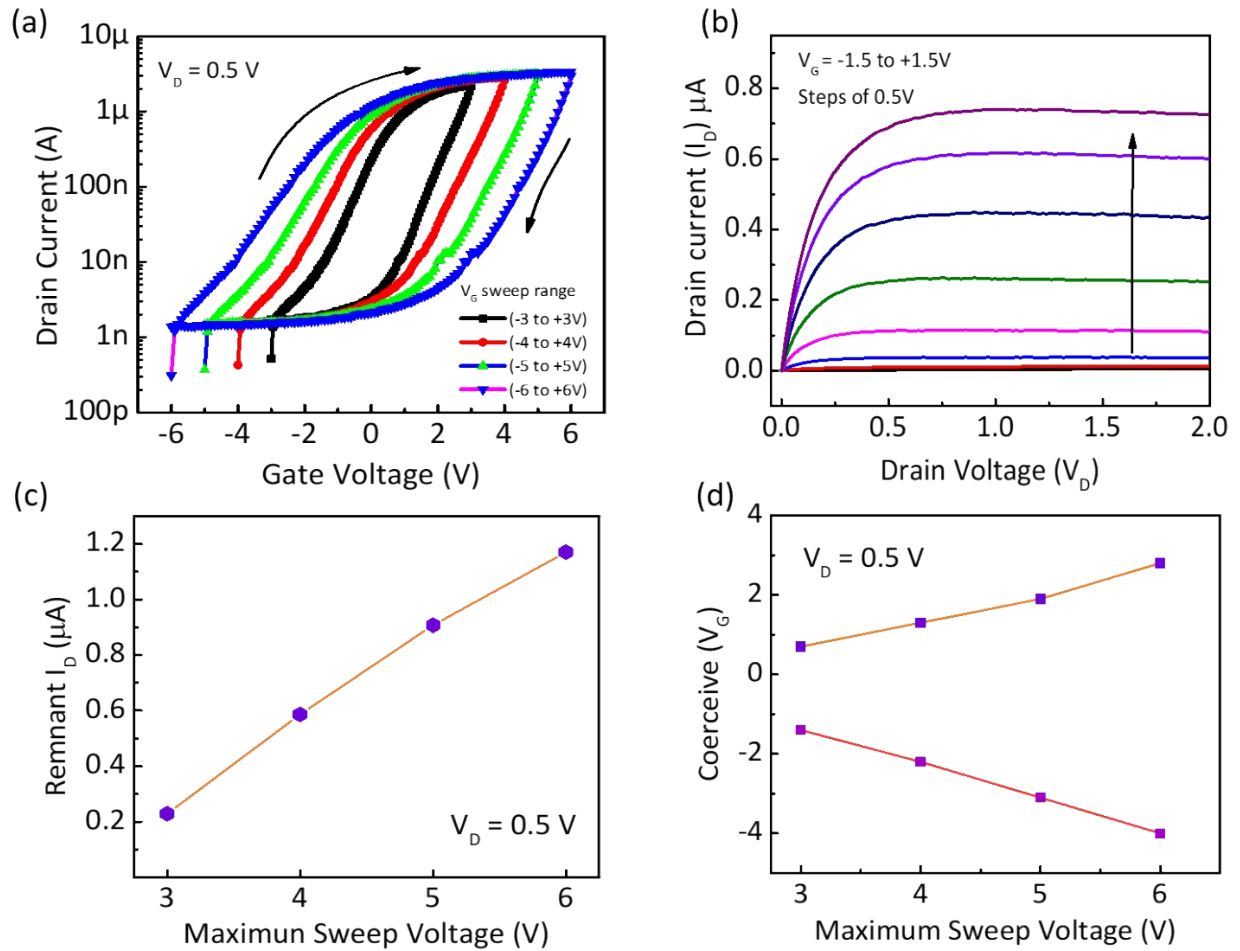 (a)
10µ
1µ
100n
10n
1n
100p
Drain Current (A)
V_D = 0.5 V
V_G sweep range
(-3 to +3V)
(-4 to +4V)
(-5 to +5V)
(-6 to +6V)
-6 -4 -2 0 2 4 6
Gate Voltage (V)
(b)
0.8
0.6
0.4
0.2
0.0
Drain current (I_D) µA
V_G = -1.5 to +1.5V
Steps of 0.5V
0.0 0.5 1.0 1.5 2.0
Drain Voltage (V_D)
(c)
1.2
1.0
0.8
0.6
0.4
0.2
Remnant I_D (µA)
V_D = 0.5 V
3 4 5 6
Maximun Sweep Voltage (V)
(d)
4
2
0
-2
-4
Coerceive (V_G)
V_D = 0.5 V
3 4 5 6
Maximum Sweep Voltage (V)